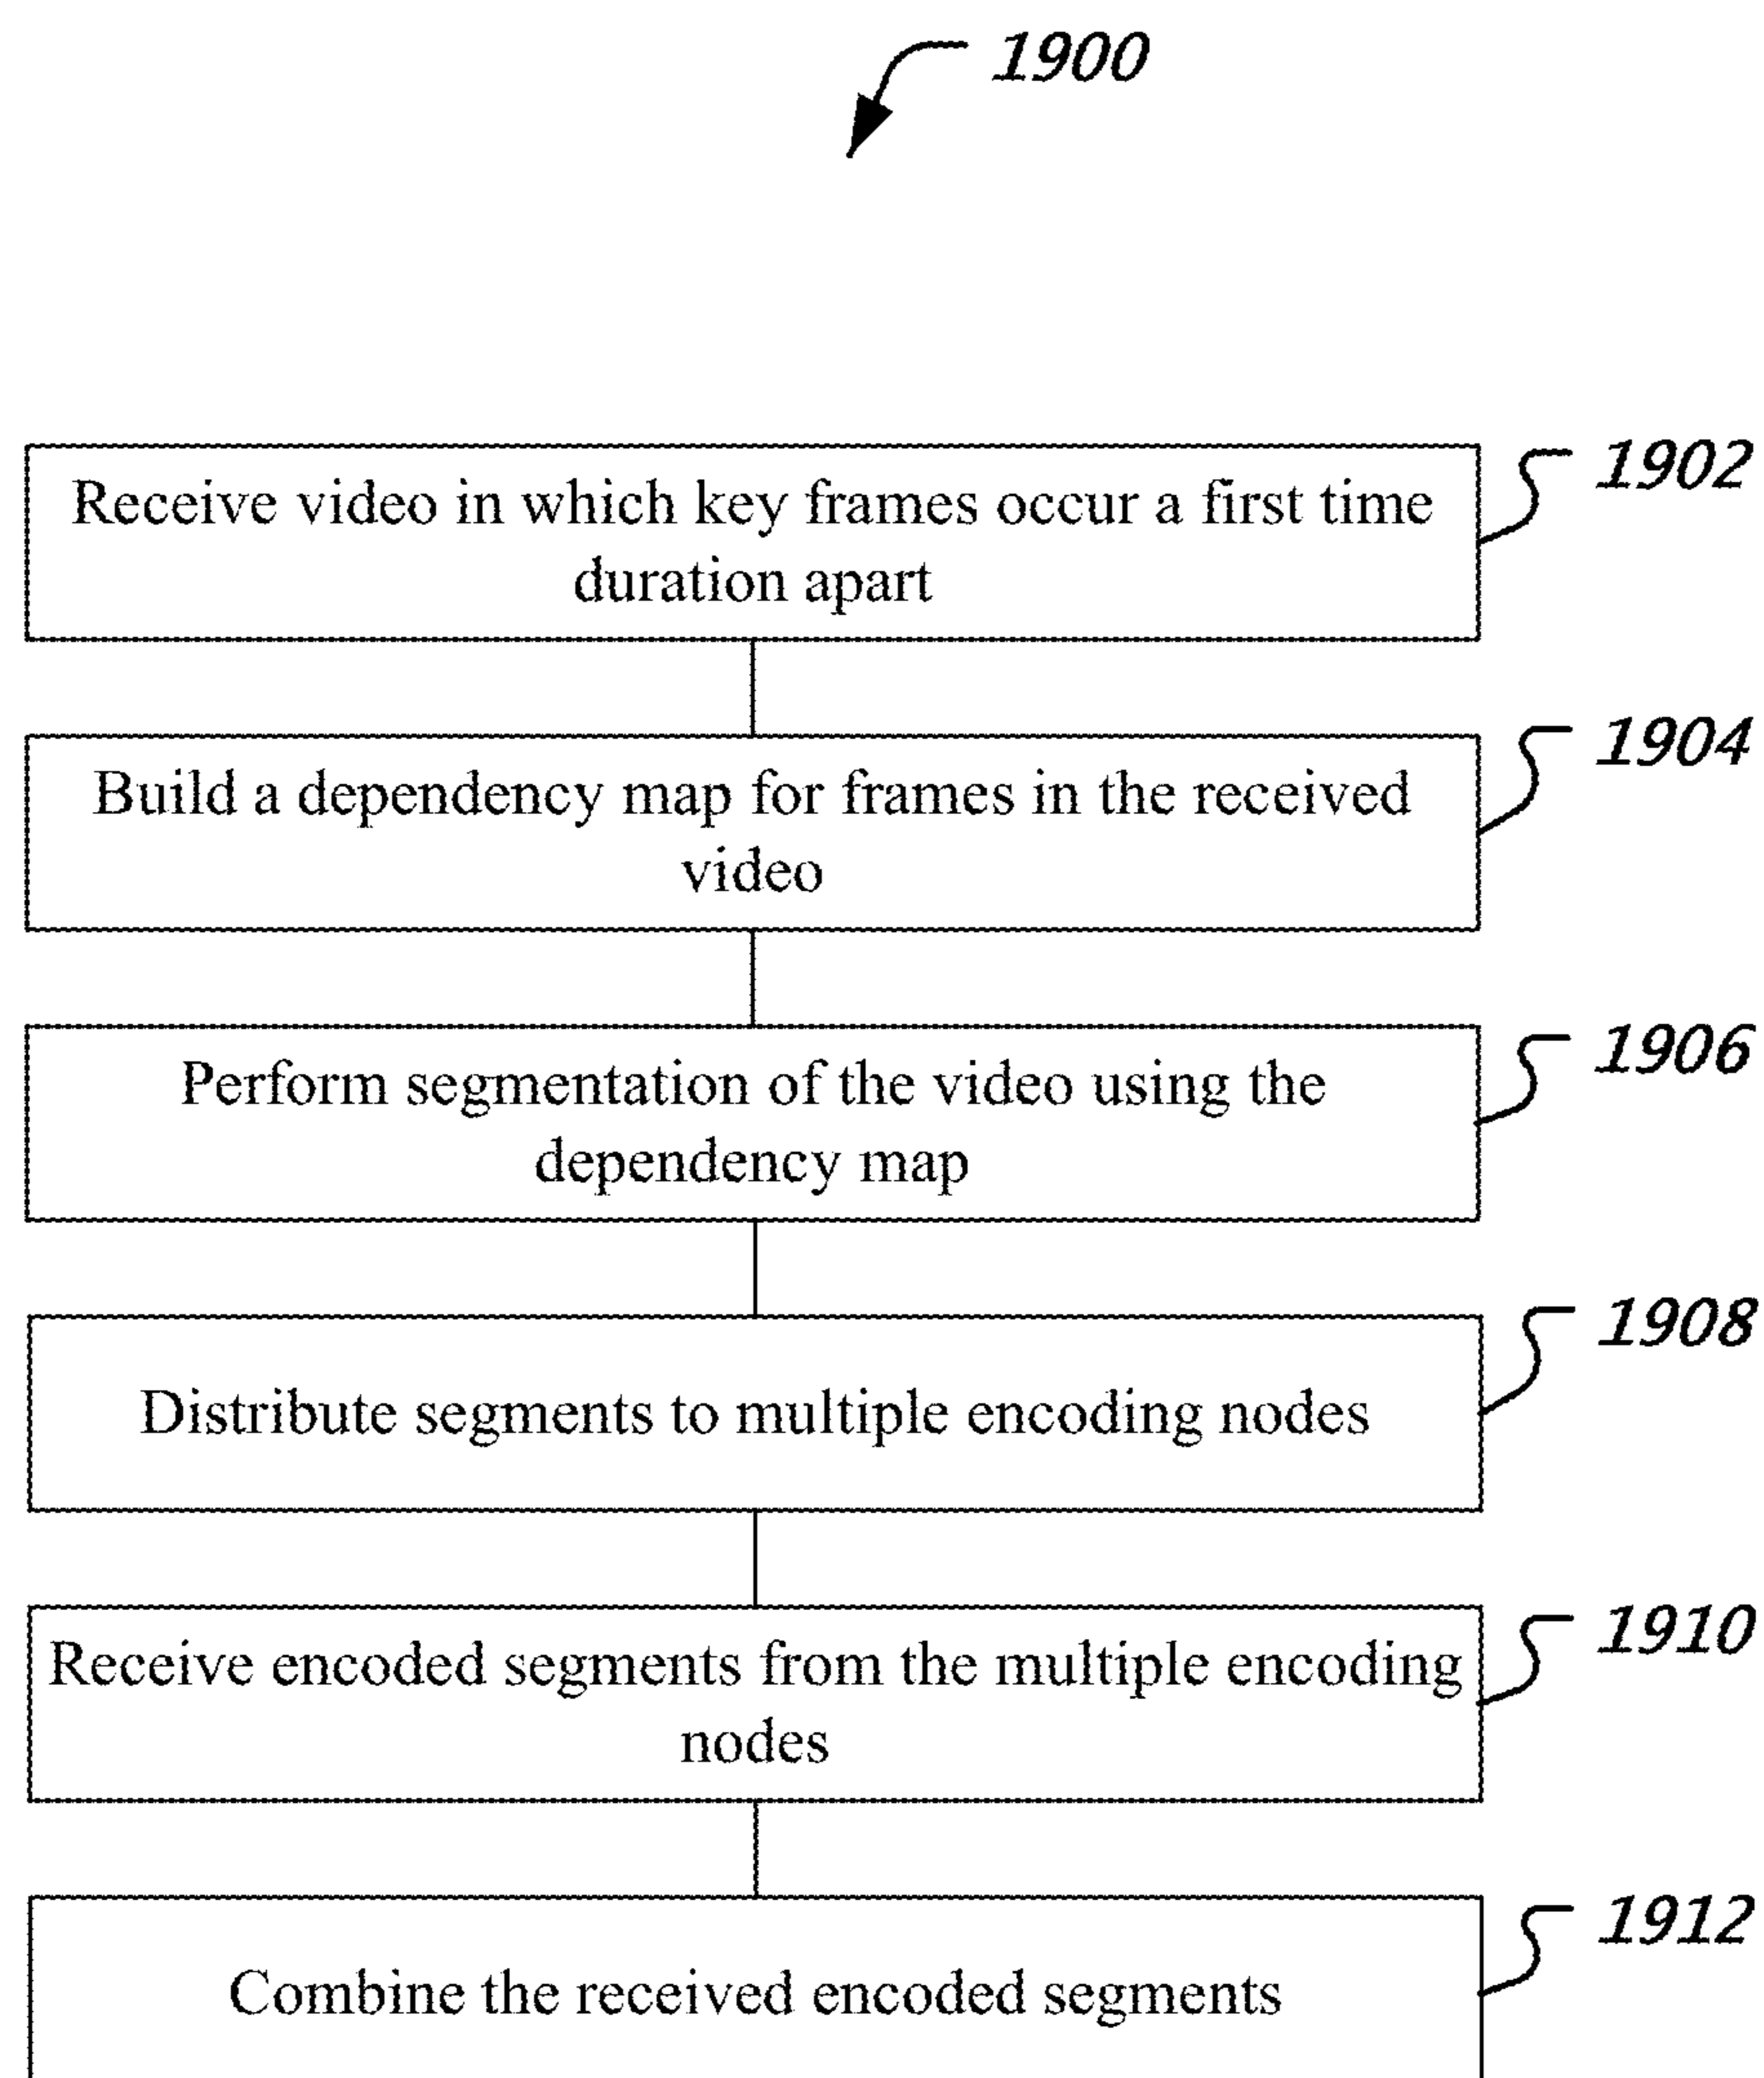 1900
Receive video in which key frames occur a first time
duration apart
1902
Build a dependency map for frames in the received
video
1904
Perform segmentation of the video using the
dependency map
1906
Distribute segments to multiple encoding nodes
1908
Receive encoded segments from the multiple encoding
nodes
1910
Combine the received encoded segments
1912